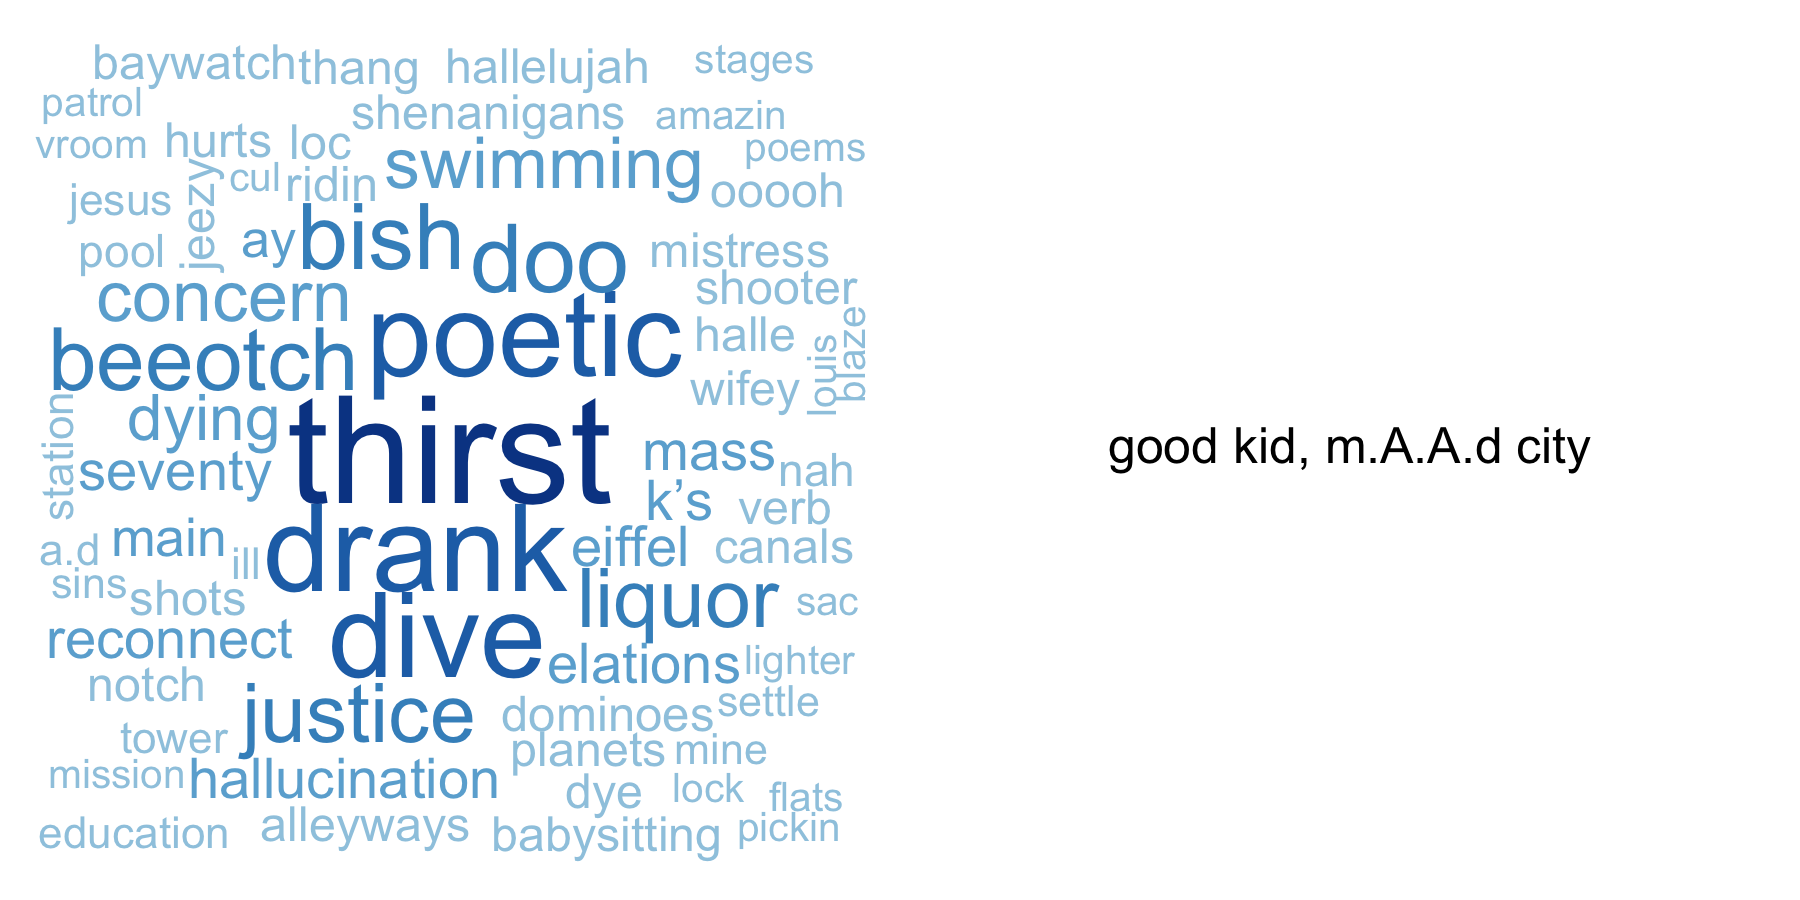 baywatch thang hallelujah stages
patrol shenanigans amazin
vroom hurts loc swimming poems
jesus jeezy cul ridin ooooh
pool ay bish doo mistress
concern shooter
beeotch poetic halle louis blaze
wifey
dying thirst mass
station seventy nah
k’s verb
a.d main ill drank eiffel canals
sins shots liquor sac
reconnect dive elations lighter
notch justice dominoes settle
tower planets mine
mission hallucination dye lock flats
education alleyways babysitting pickin
good kid, m.A.A.d city